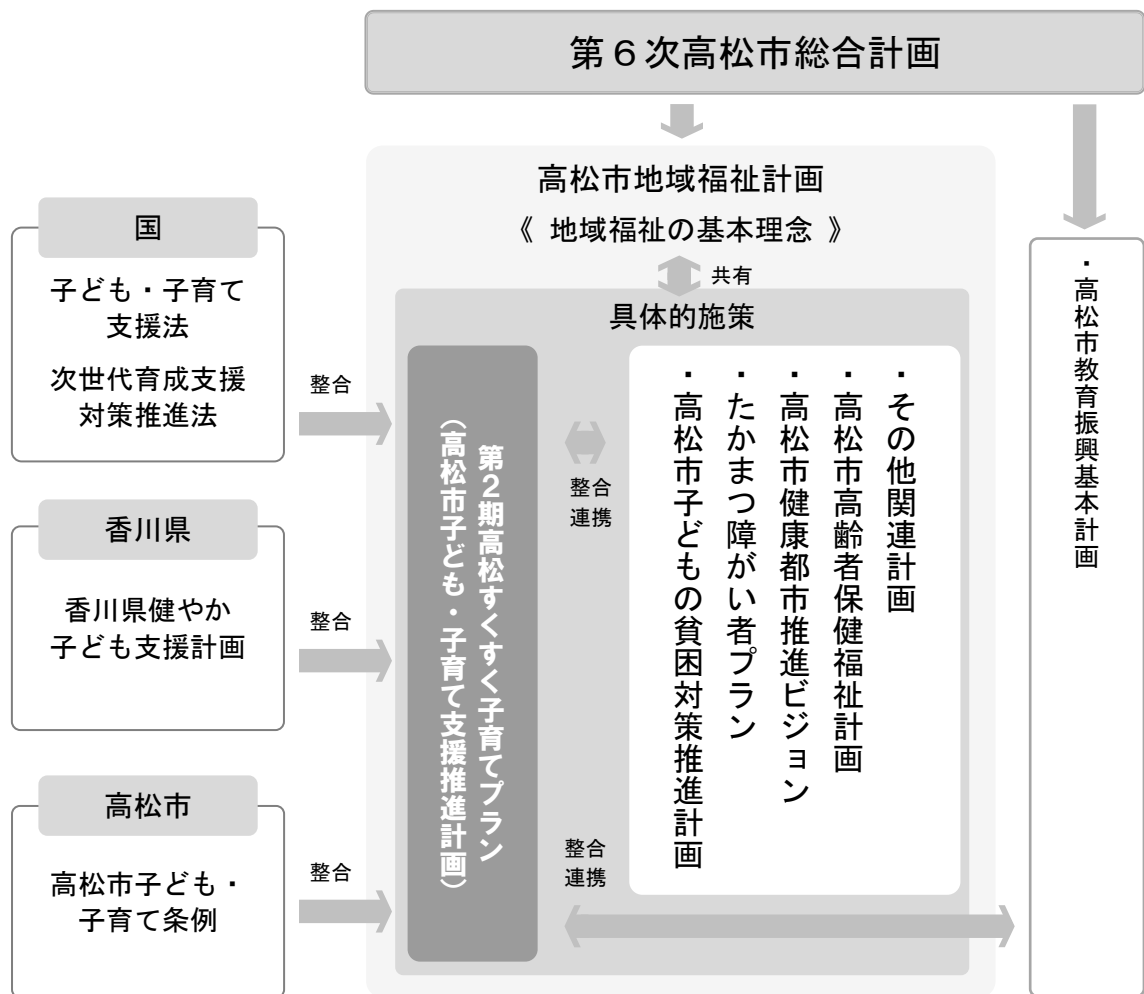 第６次高松市総合計画
高松市地域福祉計画
《 地域福祉の基本理念 》
共有
具体的施策
国
子ども・子育て
支援法
次世代育成支援
対策推進法
整合
香川県
香川県健やか
子ども支援計画
整合
高松市
高松市子ども・
子育て条例
整合
第２期高松すくすく子育てプラン
（高松市子ども・子育て支援推進計画）
整合
連携
整合
連携
・その他関連計画
・高松市高齢者保健福祉計画
・高松市健康都市推進ビジョン
・たかまつ障がい者プラン
・高松市子どもの貧困対策推進計画
・高松市教育振興基本計画